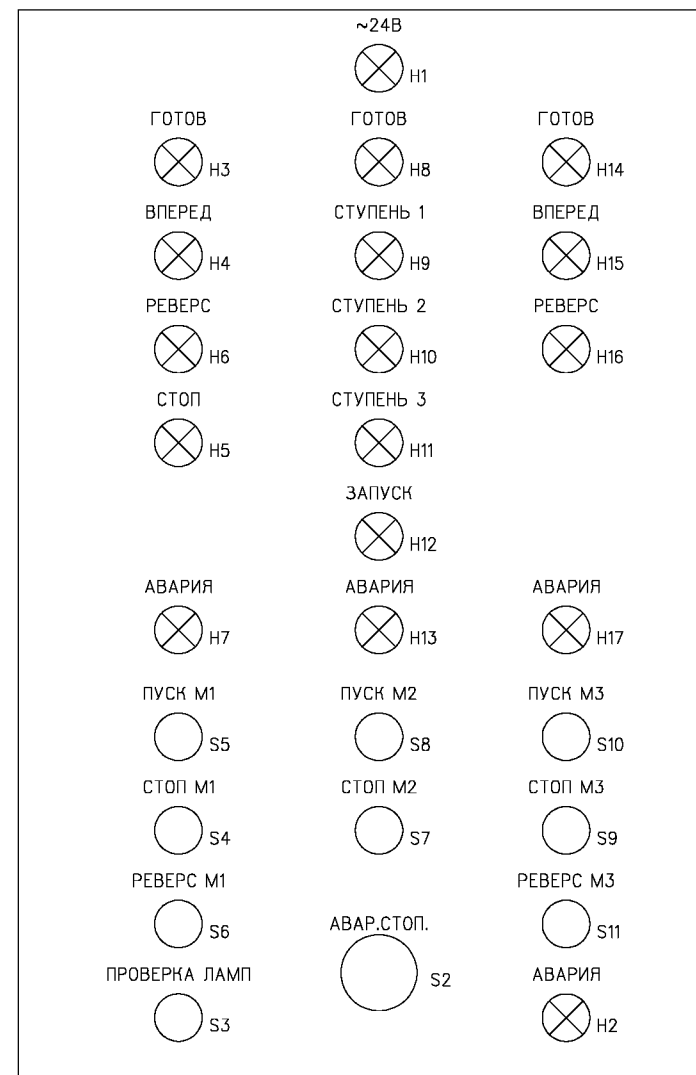 ~24В
H1
ГОТОВ ГОТОВ ГОТОВ
H3 H8 H14
ВПЕРЕД СТУПЕНЬ 1 ВПЕРЕД
H4 H9 H15
РЕВЕРС СТУПЕНЬ 2 РЕВЕРС
H6 H10 H16
СТОП СТУПЕНЬ 3
H5 H11
ЗАПУСК
H12
АВАРИЯ АВАРИЯ АВАРИЯ
H7 H13 H17
ПУСК М1 ПУСК М2 ПУСК М3
S5 S8 S10
СТОП М1 СТОП М2 СТОП М3
S4 S7 S9
РЕВЕРС М1 РЕВЕРС М3
S6 S11
АВАР.СТОП.
S2
ПРОВЕРКА ЛАМП АВАРИЯ
S3 H2